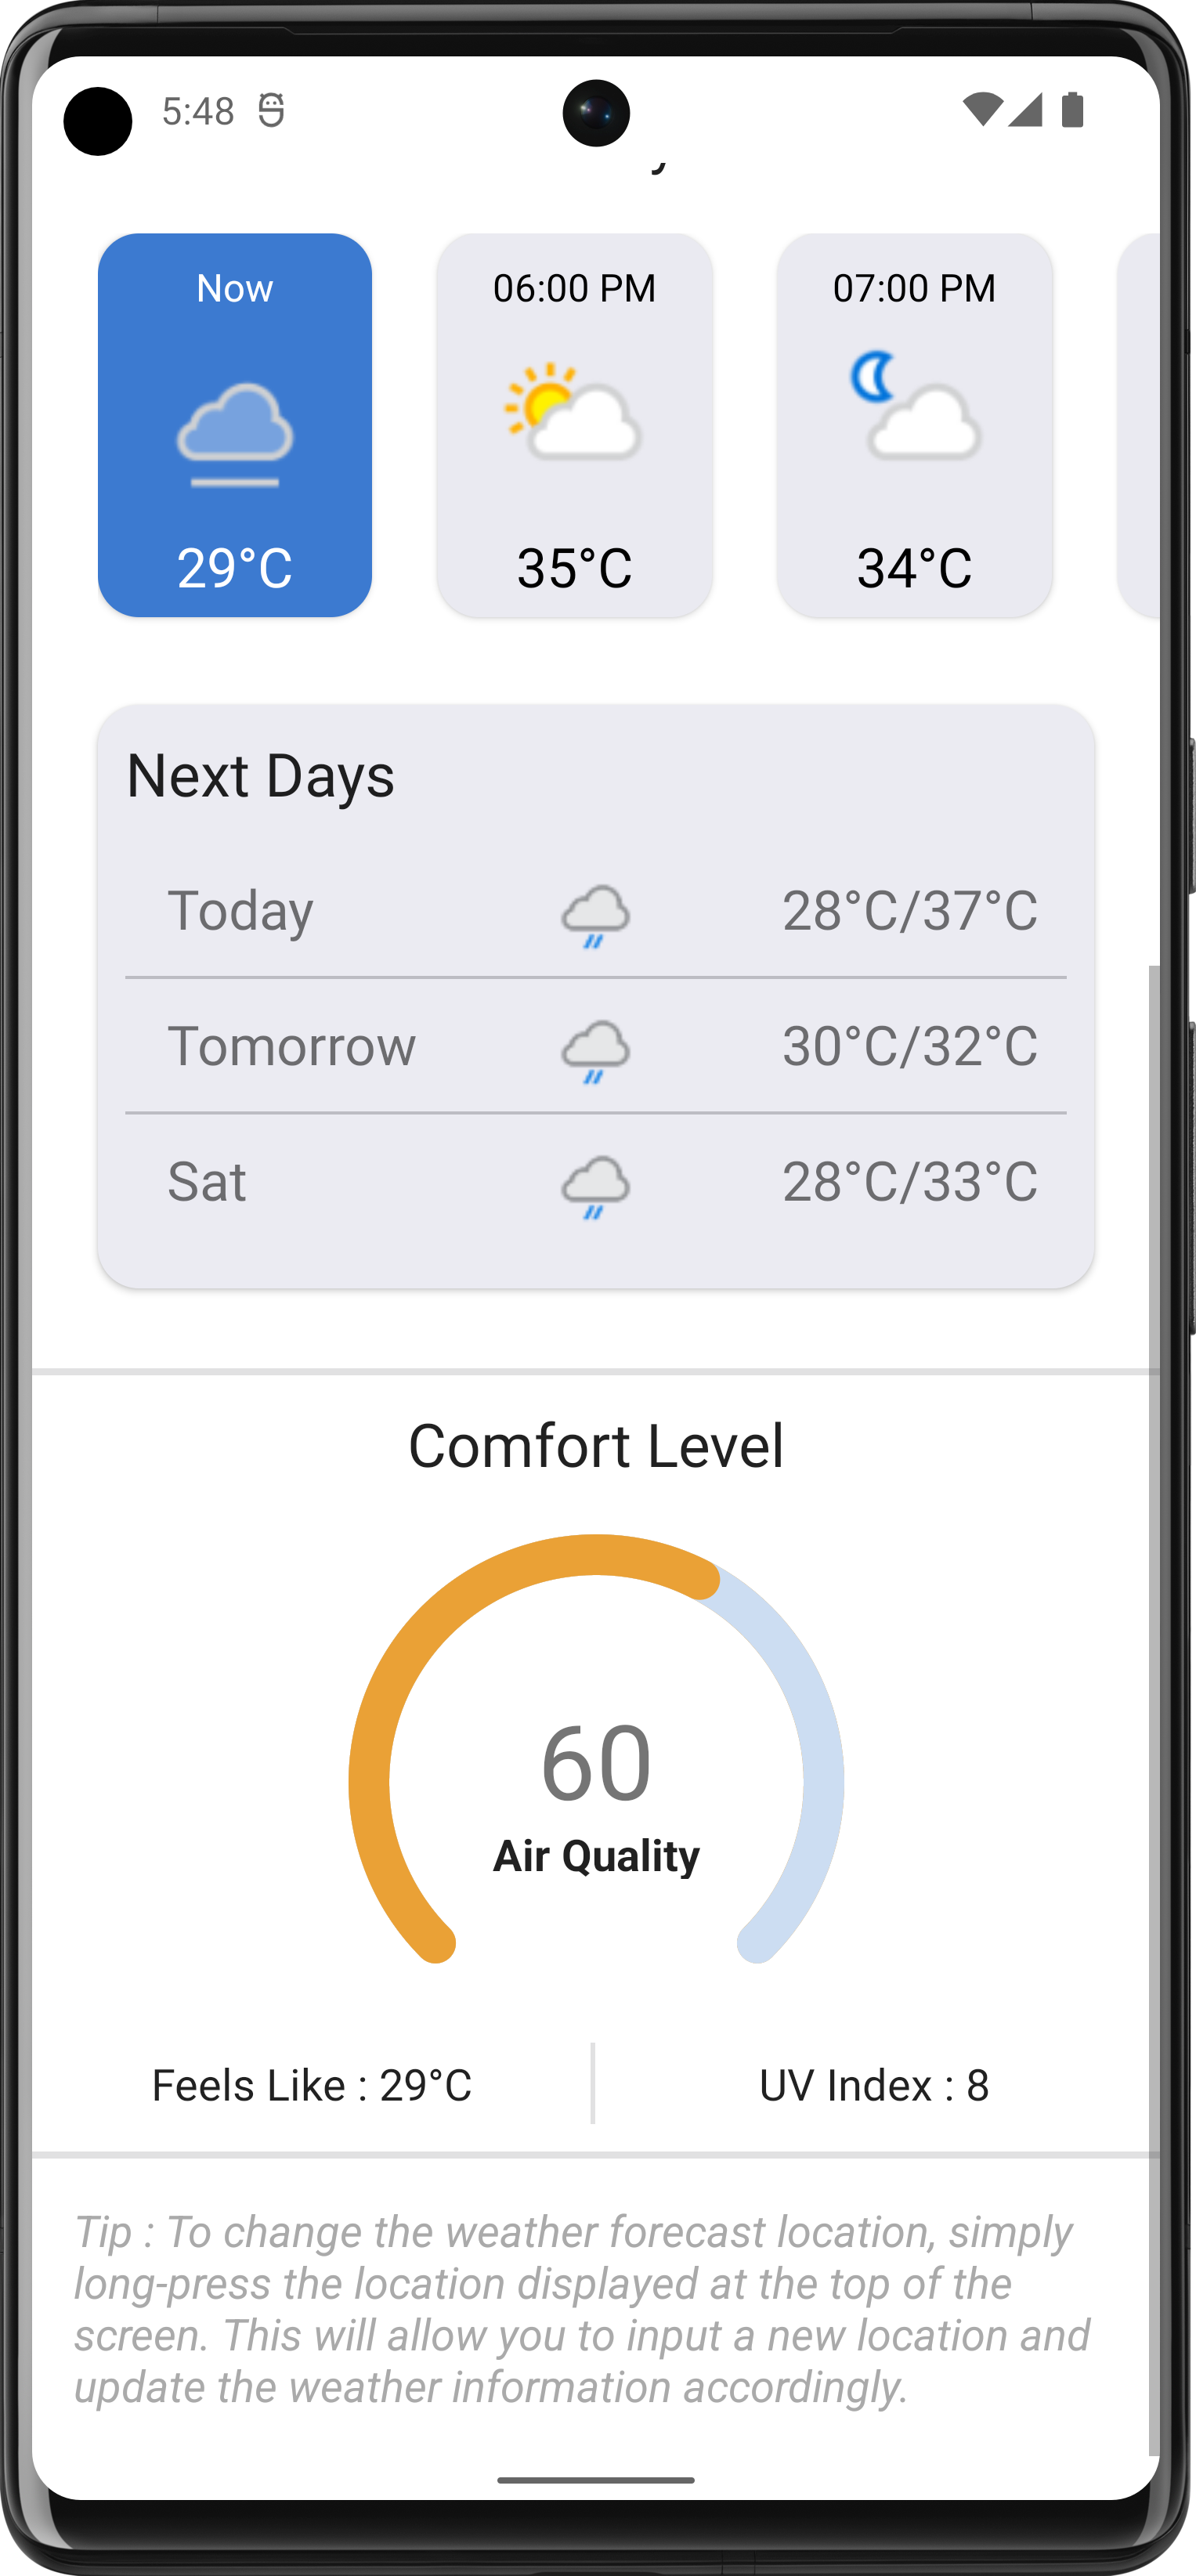 5:48
Now
06:00 PM
07:00 PM
29°C
35°C
34°C
Next Days
Today
28°C/37°C
Tomorrow
30°C/32°C
Sat
28°C/33°C
Comfort Level
60
Air Quality
Feels Like : 29°C
UV Index : 8
Tip : To change the weather forecast location, simply
long-press the location displayed at the top of the
screen. This will allow you to input a new location and
update the weather information accordingly.